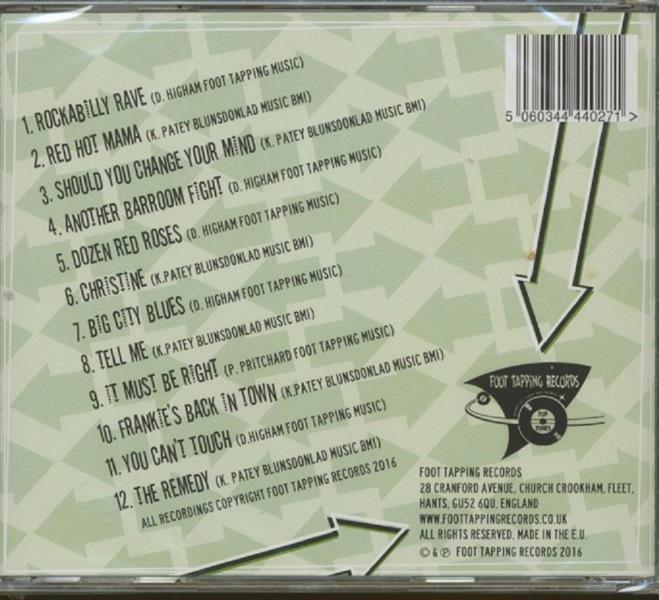 1. ROCKABILLY RAVE (D. HIGHAM FOOT TAPPING MUSIC)
2. RED HOT MAMA (K. PATEY BLUNSDONLAD MUSIC BMI)
3. SHOULD YOU CHANGE YOUR MIND (K. PATEY BLUNSDONLAD MUSIC BMI)
4. ANOTHER BARROOM FIGHT (D. HIGHAM FOOT TAPPING MUSIC)
5. DOZEN RED ROSES (D. HIGHAM FOOT TAPPING MUSIC)
6. CHRISTINE (K.PATEY BLUNSDONLAD MUSIC BMI)
7. BIG CITY BLUES (D. HIGHAM FOOT TAPPING MUSIC)
8. TELL ME (K.PATEY BLUNSDONLAD MUSIC BMI)
9. IT MUST BE RIGHT (P. PRITCHARD FOOT TAPPING MUSIC)
10. FRANKIE'S BACK IN TOWN (K.PATEY BLUNSDONLAD MUSIC BMI)
11. YOU CAN'T TOUCH (D.HIGHAM FOOT TAPPING MUSIC)
12. THE REMEDY (K. PATEY BLUNSDONLAD MUSIC BMI)
ALL RECORDINGS COPYRIGHT FOOT TAPPING RECORDS 2016
5 060344 440271 >
FOOT TAPPING RECORDS
FLIP
TUNES
FOOT TAPPING RECORDS
28 CRANFORD AVENUE, CHURCH CROOKHAM, FLEET,
HANTS, GU52 6QU, ENGLAND
WWW.FOOTTAPPINGRECORDS.CO.UK
ALL RIGHTS RESERVED. MADE IN THE E.U.
© & ℗ FOOT TAPPING RECORDS 2016